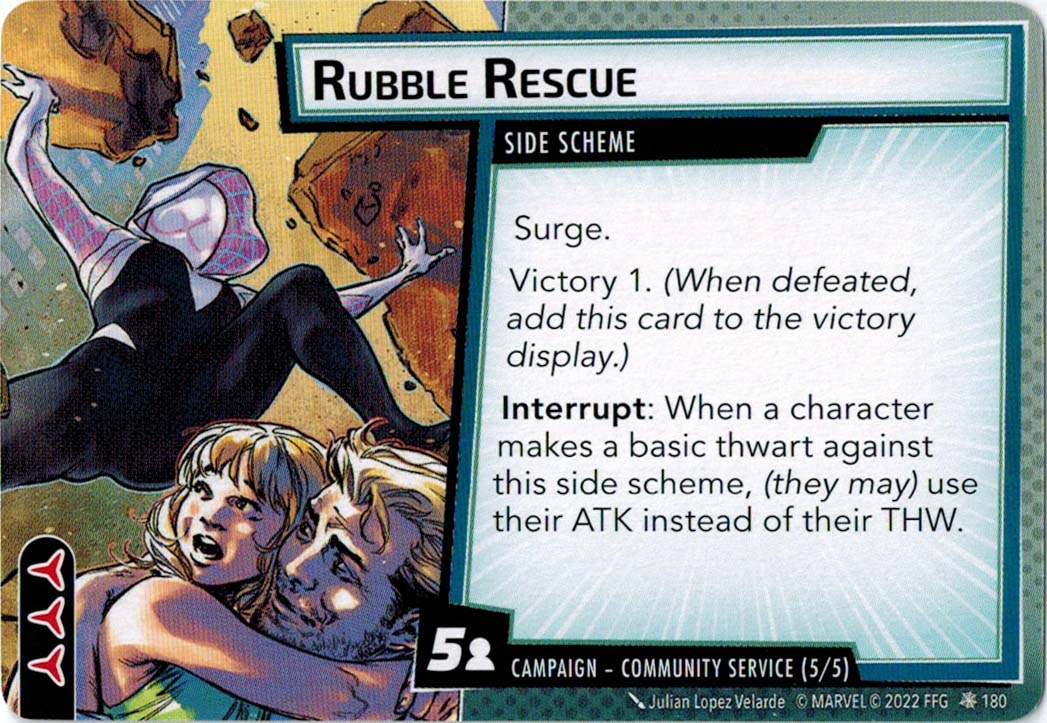 RUBBLE RESCUE
SIDE SCHEME
Surge.
Victory 1. (When defeated,
add this card to the victory
display.)
Interrupt: When a character
makes a basic thwart against
this side scheme, (they may) use
their ATK instead of their THW.
5
CAMPAIGN – COMMUNITY SERVICE (5/5)
Julian Lopez Velarde © MARVEL © 2022 FFG 180